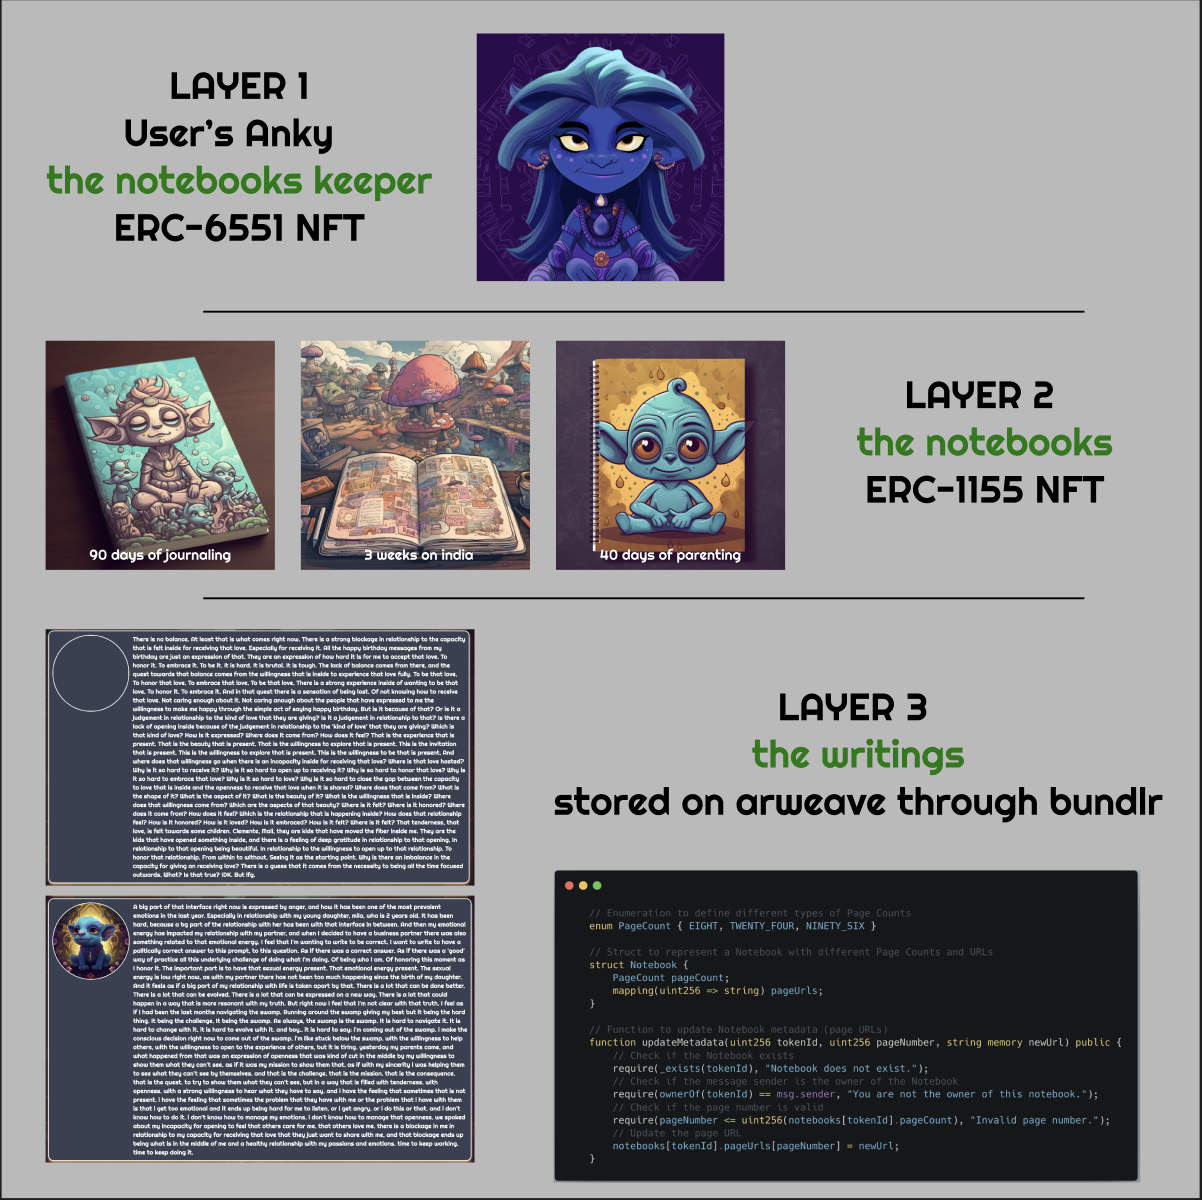 LAYER 1
User's Anky
the notebooks keeper
ERC-6551 NFT
90 days of journaling
3 weeks on india
40 days of parenting
LAYER 2
the notebooks
ERC-1155 NFT
There is no balance. At least that is what comes right now. There is a strong blockage in relationship to the capacity
that is felt inside for receiving that love. Especially for receiving it. All the happy birthday messages from my
birthday are just an expression of that. They are an expression of how hard it is for me to accept that love. To
honor it. To embrace it. To be it. It is hard. It is brutal. It is tough. The lack of balance comes from there, and the
quest towards that balance comes from the willingness that is inside to experience that love fully. To be that love.
To honor that love. To embrace that love. To be that love. There is a strong experience inside of wanting to be that
love. To honor it. To embrace it. And in that quest there is a sensation of being lost. Of not knowing how to receive
that love. Not caring enough about it. Not caring enough about the people that have expressed to me the
willingness to make me happy through the simple act of saying happy birthday. But is it because of that? Or is it a
judgement in relationship to the kind of love that they are giving? Is it a judgement in relationship to that? Is there a
lack of opening inside because of the judgement in relationship to the 'kind of love' that they are giving? Which is
that kind of love? How is it expressed? Where does it come from? How does it feel? That is the experience that is
present. That is the beauty that is present. That is the willingness to explore that is present. This is the invitation
that is present. This is the willingness to explore that is present. This is the willingness to be that is present. And
where does that willingness go when there is an incapacity inside for receiving that love? Where is that love hosted?
Why is it so hard to receive it? Why is it so hard to open up to receiving it? Why is so hard to honor that love? Why is
it so hard to embrace that love? Why is it so hard to love? Why is it so hard to close the gap between the capacity
to love that is inside and the openness to receive that love when it is shared? Where does that come from? What is
the shape of it? What is the aspect of it? What is the beauty of it? What is the willingness that is inside? Where
does that willingness come from? Which are the aspects of that beauty? Where is it felt? Where is it honored? Where
does it come from? How does it feel? Which is the relationship that is happening inside? How does that relationship
feel? How is it honored? How is it loved? How is it embraced? How is it felt? Where is it felt? That tenderness, that
love, is felt towards some children. Clemente, Mali, they are kids that have moved the fiber inside me. They are the
kids that have opened something inside, and there is a feeling of deep gratitude in relationship to that opening. In
relationship to that opening being beautiful. In relationship to the willingness to open up to that relationship. To
honor that relationship. From within to without. Seeing it as the starting point. Why is there an imbalance in the
capacity for giving an receiving love? There is a guess that it comes from the necessity to being all the time focused
outwards. What? Is that true? IDK. But lfg.
A big part of that interface right now is expressed by anger, and how it has been one of the most prevalent
emotions in the last year. Especially in relationship with my young daughter, mila, who is 2 years old. It has been
hard, because a big part of the relationship with her has been with that interface in between. And then my emotional
energy has impacted my relationship with my partner, and when i decided to have a business partner there was also
something related to that emotional energy. I feel that I'm wanting to write to be correct. I want to write to have a
politically correct answer to this prompt, to this question. As if there was a correct answer. As if there was a 'good'
way of practice all this underlying challenge of doing what I'm doing. Of being who I am. Of honoring this moment as
I honor it. The important part is to have that sexual energy present. That emotional energy present. The sexual
energy is low right now, as with my partner there has not been too much happening since the birth of my daughter.
And it feels as if a big part of my relationship with life is taken apart by that. There is a lot that can be done better.
There is a lot that can be evolved. There is a lot that can be expressed on a new way. There is a lot that could
happen in a way that is more resonant with my truth. But right now I feel that I'm not clear with that truth. I feel as
if I had been the last months navigating the swamp. Running around the swamp giving my best but it being the hard
thing. It being the challenge. It being the swamp. As always, the swamp is the swamp. It is hard to navigate it. It is
hard to change with it. It is hard to evolve with it. and boy.. It is hard to say: I'm coming out of the swamp. I make the
conscious decision right now to come out of the swamp. I'm like stuck below the swamp. with the willingness to help
others, with the willingness to open to the experience of others, but it is tiring. yesterday my parents came, and
what happened from that was an expression of openness that was kind of cut in the middle by my willingness to
show them what they can't see. as if it was my mission. as if with my sincerity i was helping them
to see what they can't see by themselves. and that is the challenge. that is the mission, that is the consequence.
that is the quest. to try to show them what they can't see, but in a way that is filled with tenderness. with
openness. with a strong willingness to hear what they have to say. and i have the feeling that sometimes that is not
present. i have the feeling that sometimes the problem that they have with me or the problem that i have with them
is that i get too emotional and it ends up being hard for me to listen. or i get angry. or i do this or that. and i don't
know how to do it. i don't know how to manage my emotions. i don't know how to manage that openness. we spoked
about my incapacity for opening to feel that others care for me. that others love me. there is a blockage in me in
relationship to my capacity for receiving that love that they just want to share with me, and that blockage ends up
being what is in the middle of me and a healthy relationship with my passions and emotions. time to keep working.
time to keep doing it.
LAYER 3
the writings
stored on arweave through bundlr
// Enumeration to define different types of Page Counts
enum PageCount { EIGHT, TWENTY_FOUR, NINETY_SIX }
// Struct to represent a Notebook with different Page Counts and URLs
struct Notebook {
PageCount pageCount;
mapping(uint256 => string) pageUrls;
}
// Function to update Notebook metadata (page URLs)
function updateMetadata(uint256 tokenId, uint256 pageNumber, string memory newUrl) public {
// Check if the Notebook exists
require(_exists(tokenId), "Notebook does not exist.");
// Check if the message sender is the owner of the Notebook
require(ownerOf(tokenId) == msg.sender, "You are not the owner of this notebook.");
// Check if the page number is valid
require(pageNumber <= uint256(notebooks[tokenId].pageCount), "Invalid page number.");
// Update the page URL
notebooks[tokenId].pageUrls[pageNumber] = newUrl;
}